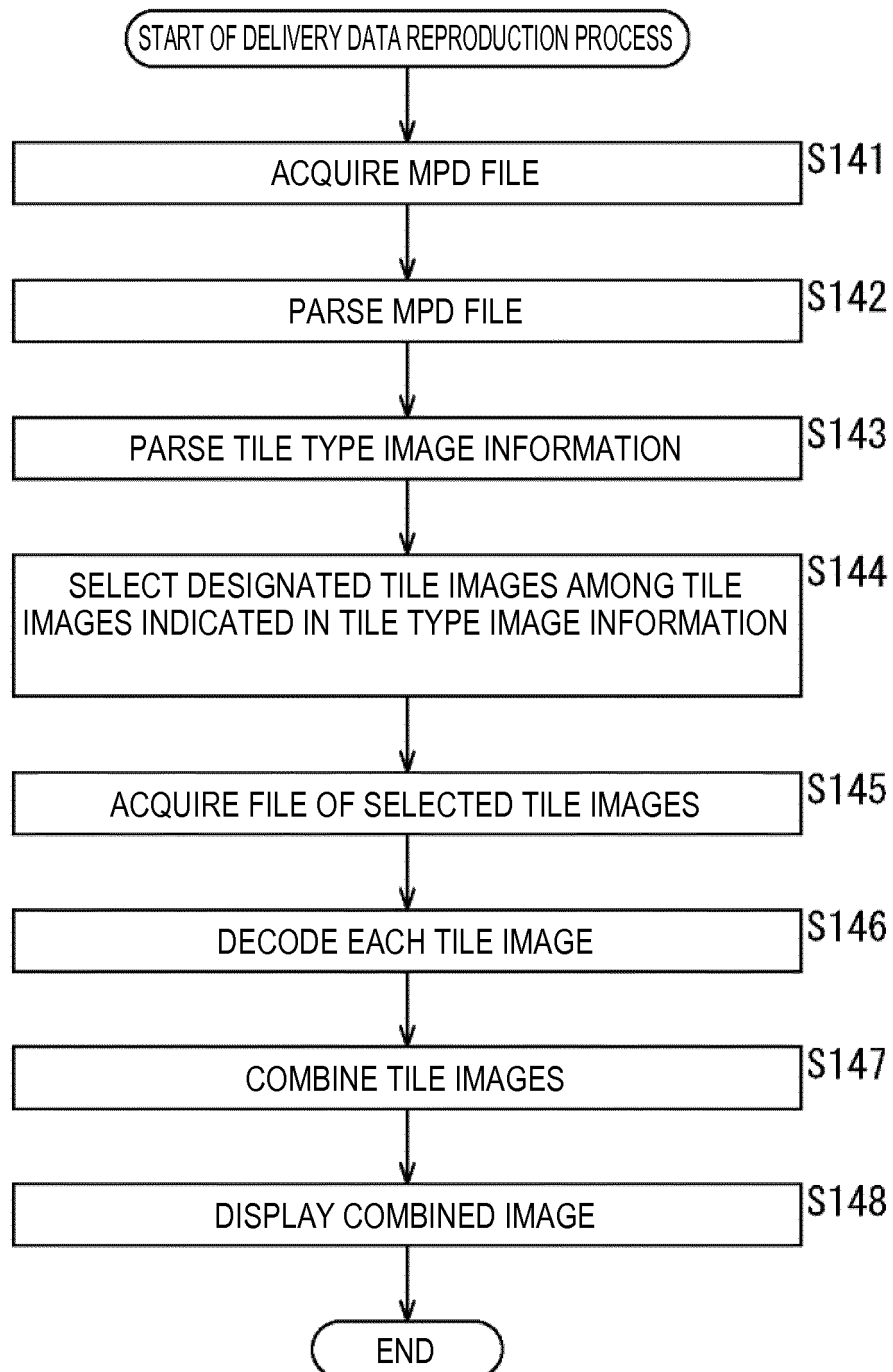 START OF DELIVERY DATA REPRODUCTION PROCESS
S141
ACQUIRE MPD FILE
S142
PARSE MPD FILE
S143
PARSE TILE TYPE IMAGE INFORMATION
S144
SELECT DESIGNATED TILE IMAGES AMONG TILE
IMAGES INDICATED IN TILE TYPE IMAGE INFORMATION
S145
ACQUIRE FILE OF SELECTED TILE IMAGES
S146
DECODE EACH TILE IMAGE
S147
COMBINE TILE IMAGES
S148
DISPLAY COMBINED IMAGE
END